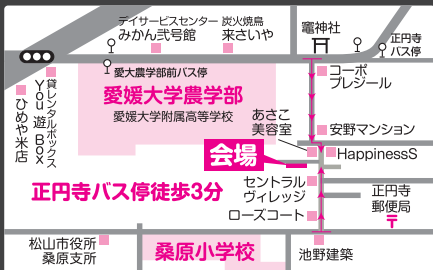 デイサービスセンター
みかん弐号館
炭火焼鳥
来さいや
竈神社
正円寺
バス停
愛大農学部前バス停
コーポ
プレジール
貸レンタルボックス
You遊Box
ひめや米店
愛媛大学農学部
愛媛大学附属高等学校
あさこ
美容室
安野マンション
会場
HappinessS
正円寺バス停徒歩3分
セントラル
ヴィレッジ
正円寺
郵便局
〒
ローズコート
松山市役所
桑原支所
桑原小学校
池野建築